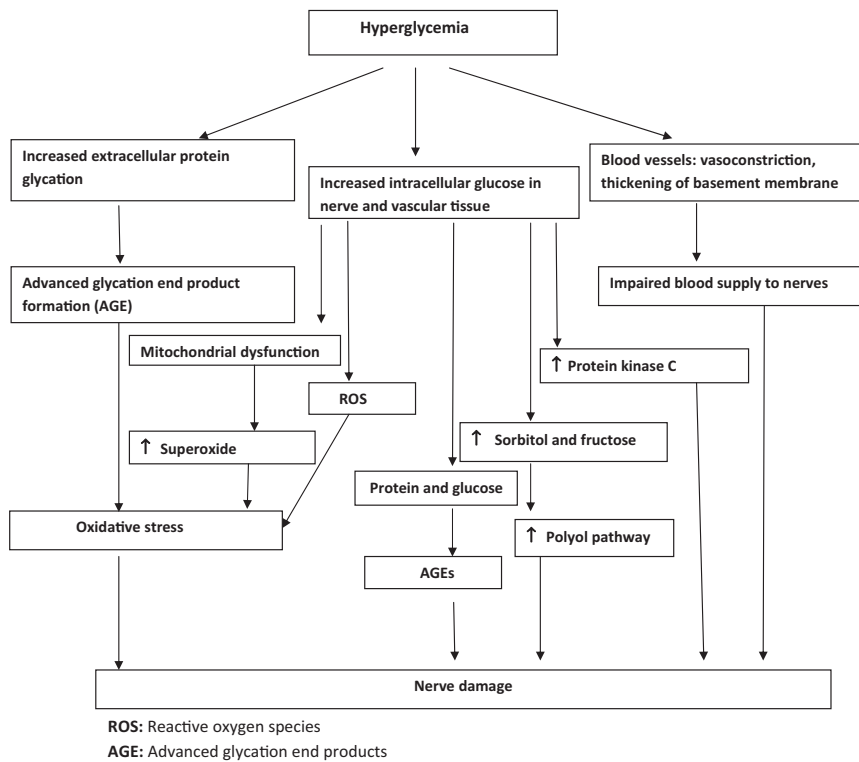 Hyperglycemia
Increased extracellular protein
glycation
Increased intracellular glucose in
nerve and vascular tissue
Blood vessels: vasoconstriction,
thickening of basement membrane
Advanced glycation end product
formation (AGE)
Impaired blood supply to nerves
Mitochondrial dysfunction
↑ Protein kinase C
ROS
↑ Superoxide
↑ Sorbitol and fructose
Protein and glucose
Oxidative stress
↑ Polyol pathway
AGEs
Nerve damage
ROS: Reactive oxygen species
AGE: Advanced glycation end products